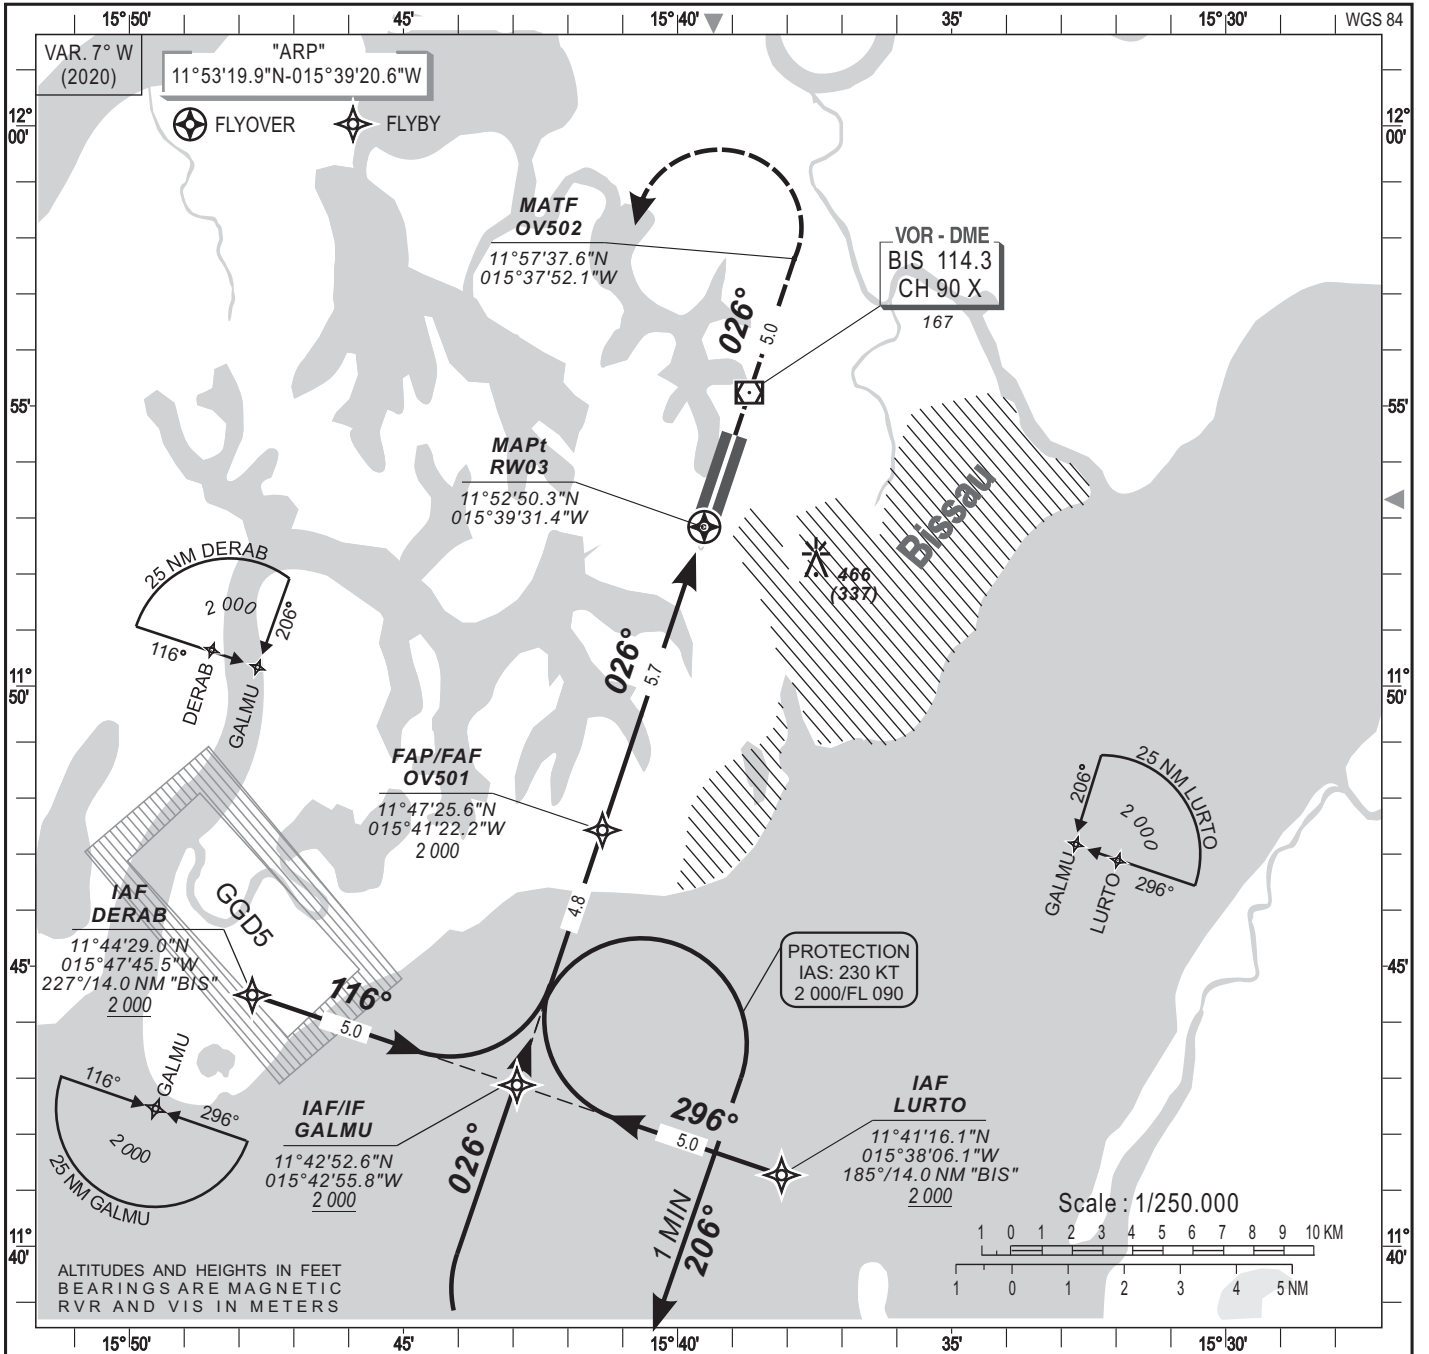 15°50'
45'
15°40'
35'
15°30'
WGS 84
VAR. 7° W
(2020)
"ARP"
11°53'19.9"N-015°39'20.6"W
FLYOVER
FLYBY
12°
00'
12°
00'
MATF
OV502
11°57'37.6"N
015°37'52.1"W
VOR - DME
BIS 114.3
CH 90 X
167
026°
5.0
55'
55'
MAPt
RW03
11°52'50.3"N
015°39'31.4"W
Bissau
466
(337)
25 NM DERAB
2 000
206°
116°
DERAB
GALMU
026°
5.7
11°
50'
11°
50'
FAP/FAF
OV501
11°47'25.6"N
015°41'22.2"W
2 000
25 NM LURTO
206°
2 000
296°
GALMU
LURTO
4.8
GGD5
IAF
DERAB
11°44'29.0"N
015°47'45.5"W
227°/14.0 NM "BIS"
2 000
PROTECTION
IAS: 230 KT
2 000/FL 090
45'
45'
116°
5.0
GALMU
116°
296°
2 000
25 NM GALMU
IAF/IF
GALMU
11°42'52.6"N
015°42'55.8"W
2 000
026°
296°
5.0
IAF
LURTO
11°41'16.1"N
015°38'06.1"W
185°/14.0 NM "BIS"
2 000
1 MIN
206°
Scale : 1/250.000
1 0 1 2 3 4 5 6 7 8 9 10 KM
1 0 1 2 3 4 5 NM
11°
40'
11°
40'
ALTITUDES AND HEIGHTS IN FEET
BEARINGS ARE MAGNETIC
RVR AND VIS IN METERS
15°50'
45'
15°40'
35'
15°30'